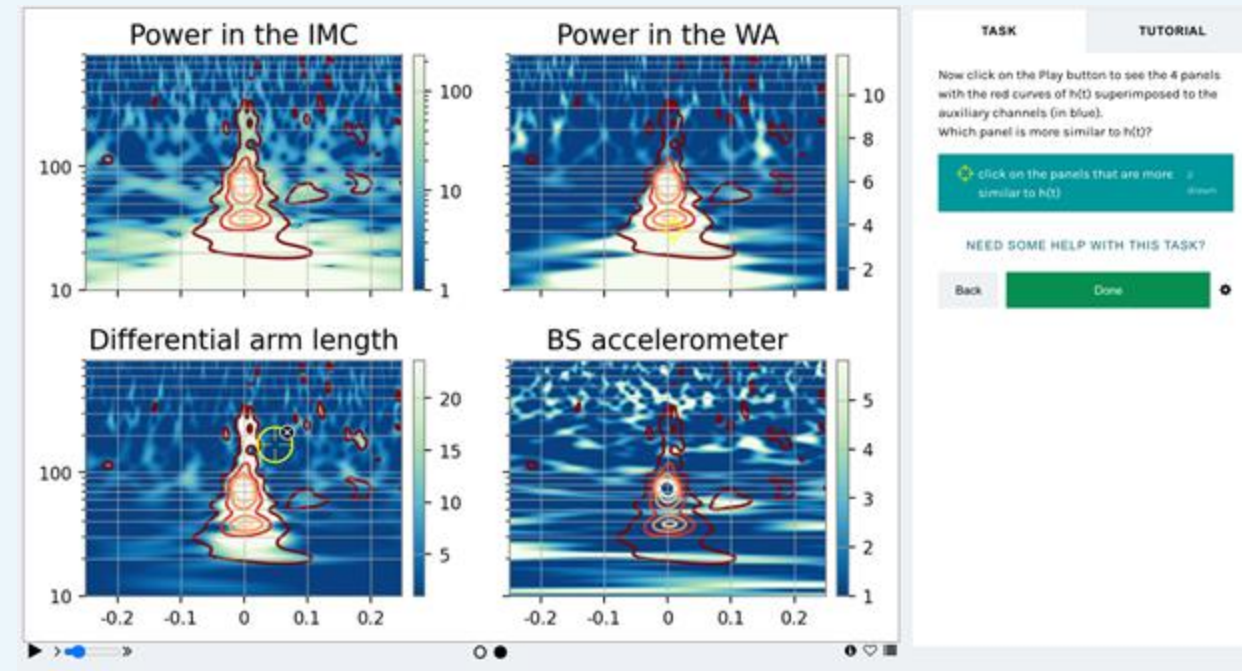 Power in the IMC
Power in the WA
100
10
100
10
1
10
8
6
4
2
Differential arm length
BS accelerometer
100
10
20
15
10
5
5
4
3
2
1
-0.2 -0.1 0 0.1 0.2
-0.2 -0.1 0 0.1 0.2
TASK
TUTORIAL
Now click on the Play button to see the 4 panels
with the red curves of h(t) superimposed to the
auxiliary channels (in blue).
Which panel is more similar to h(t)?
click on the panels that are more
similar to h(t)
drawn
NEED SOME HELP WITH THIS TASK?
Back
Done